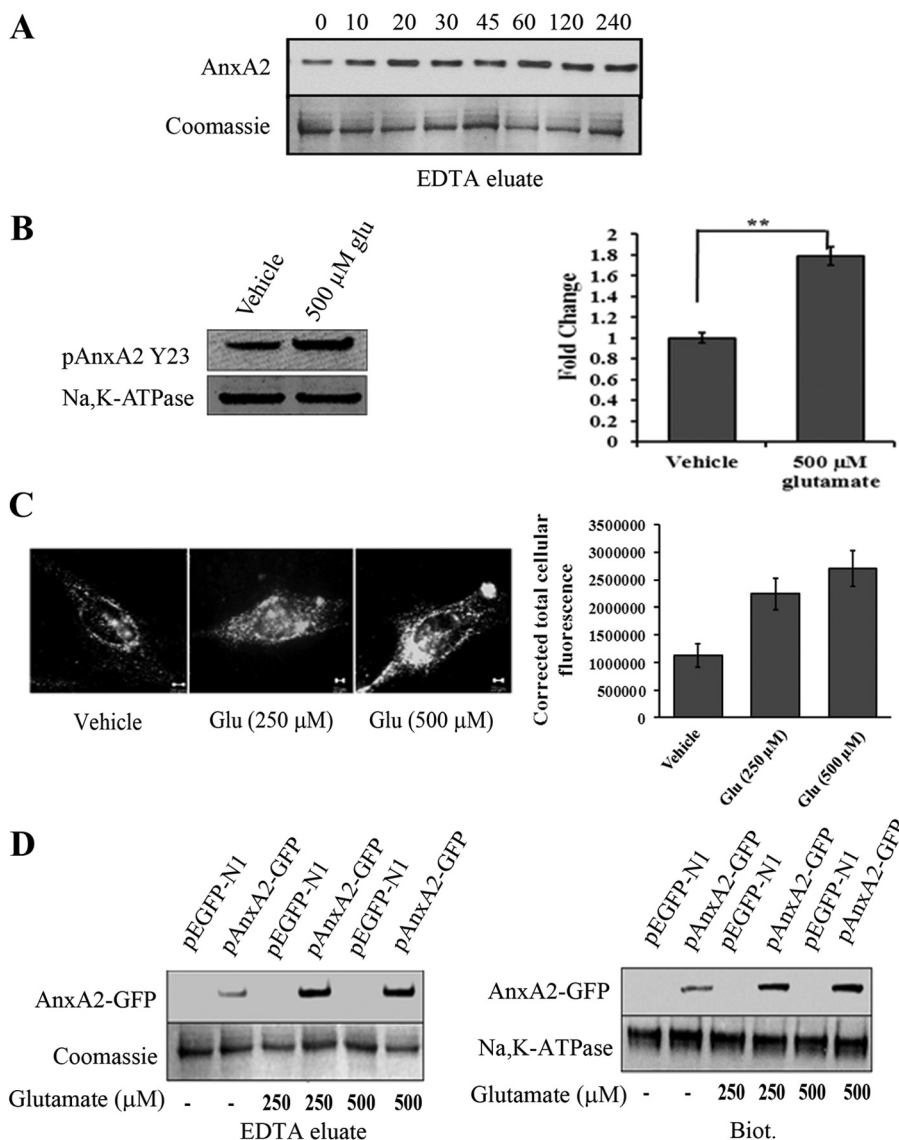 A
0 10 20 30 45 60 120 240
AnxA2
Coomassie
EDTA eluate
B
Vehicle
500 µM glu
pAnxA2 Y23
Na,K-ATPase
**
Fold Change
2
1.8
1.6
1.4
1.2
1
0.8
0.6
0.4
0.2
0
Vehicle
500 µM
glutamate
C
Vehicle
Glu (250 µM)
Glu (500 µM)
Corrected total cellular
fluorescence
3500000
3000000
2500000
2000000
1500000
1000000
500000
0
Vehicle
Glu (250 µM)
Glu (500 µM)
D
pEGFP-N1
pAnxA2-GFP
pEGFP-N1
pAnxA2-GFP
pEGFP-N1
pAnxA2-GFP
AnxA2-GFP
Coomassie
Glutamate (µM) - - 250 250 500 500
EDTA eluate
pEGFP-N1
pAnxA2-GFP
pEGFP-N1
pAnxA2-GFP
pEGFP-N1
pAnxA2-GFP
AnxA2-GFP
Na,K-ATPase
Glutamate (µM) - - 250 250 500 500
Biot.